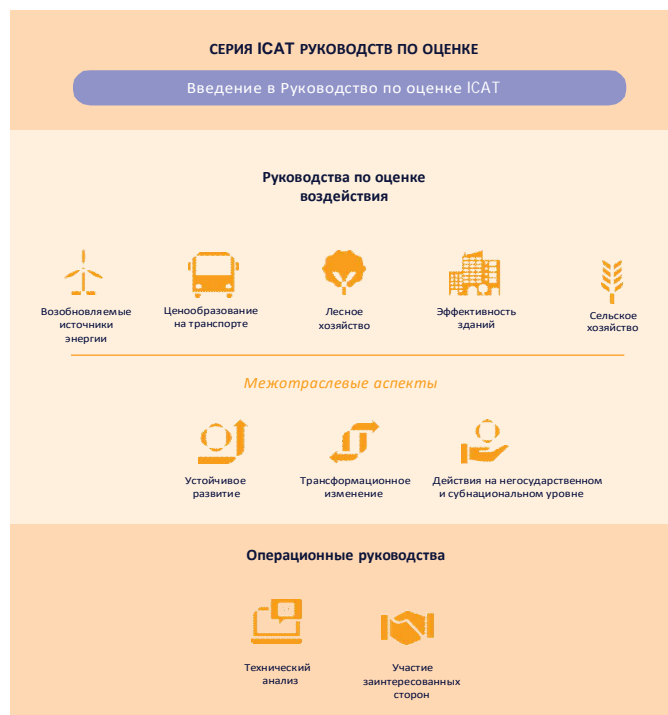 СЕРИЯ ICAT РУКОВОДСТВ ПО ОЦЕНКЕ
Введение в Руководство по оценке ICAT
Руководства по оценке
воздействия
Возобновляемые
источники
энергии
Ценообразование
на транспорте
Лесное
хозяйство
Эффективность
зданий
Сельское
хозяйство
Межотраслевые аспекты
Устойчивое
развитие
Трансформационное
изменение
Действия на негосударственном
и субнациональном уровне
Операционные руководства
Технический
анализ
Участие
заинтересованных
сторон